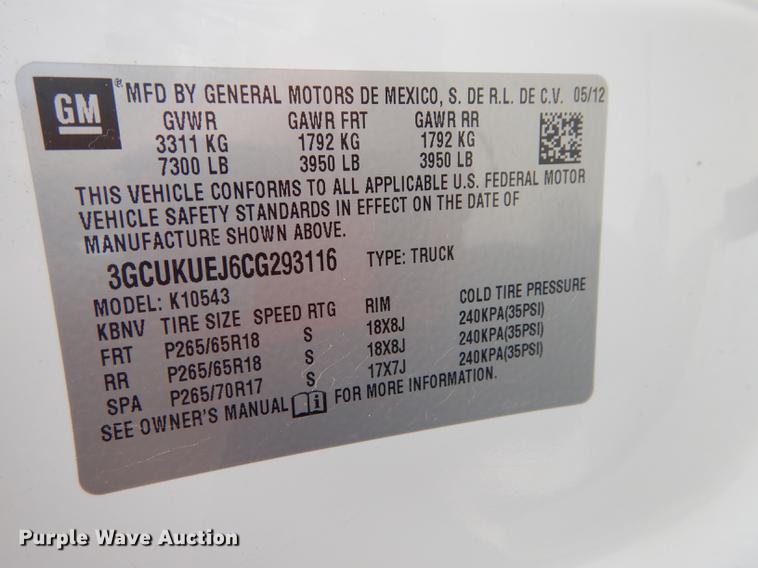 GM
® MFD BY GENERAL MOTORS DE MEXICO, S. DE R.L. DE C.V. 05/12
GVWR GAWR FRT GAWR RR
3311 KG 1792 KG 1792 KG
7300 LB 3950 LB 3950 LB
THIS VEHICLE CONFORMS TO ALL APPLICABLE U.S. FEDERAL MOTOR
VEHICLE SAFETY STANDARDS IN EFFECT ON THE DATE OF
MANUFACTURE SHOWN ABOVE.
3GCUKUEJ6CG293116 TYPE: TRUCK
MODEL: K10543
KBNV TIRE SIZE SPEED RTG RIM COLD TIRE PRESSURE
FRT P265/65R18 S 18X8J 240KPA(35PSI)
RR P265/65R18 S 18X8J 240KPA(35PSI)
SPA P265/70R17 S 17X7J 240KPA(35PSI)
SEE OWNER'S MANUAL i FOR MORE INFORMATION.
Purple Wave Auction